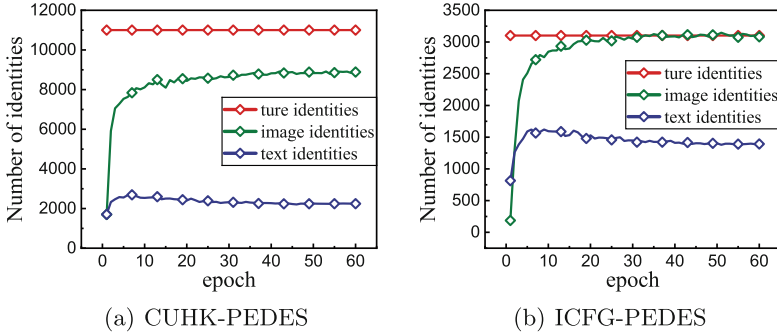 12000
10000
8000
6000
4000
2000
0
Number of identities
ture identities
image identities
text identities
0 10 20 30 40 50 60
epoch
(a) CUHK-PEDES
3500
3000
2500
2000
1500
1000
500
0
Number of identities
ture identities
image identities
text identities
0 10 20 30 40 50 60
epoch
(b) ICFG-PEDES